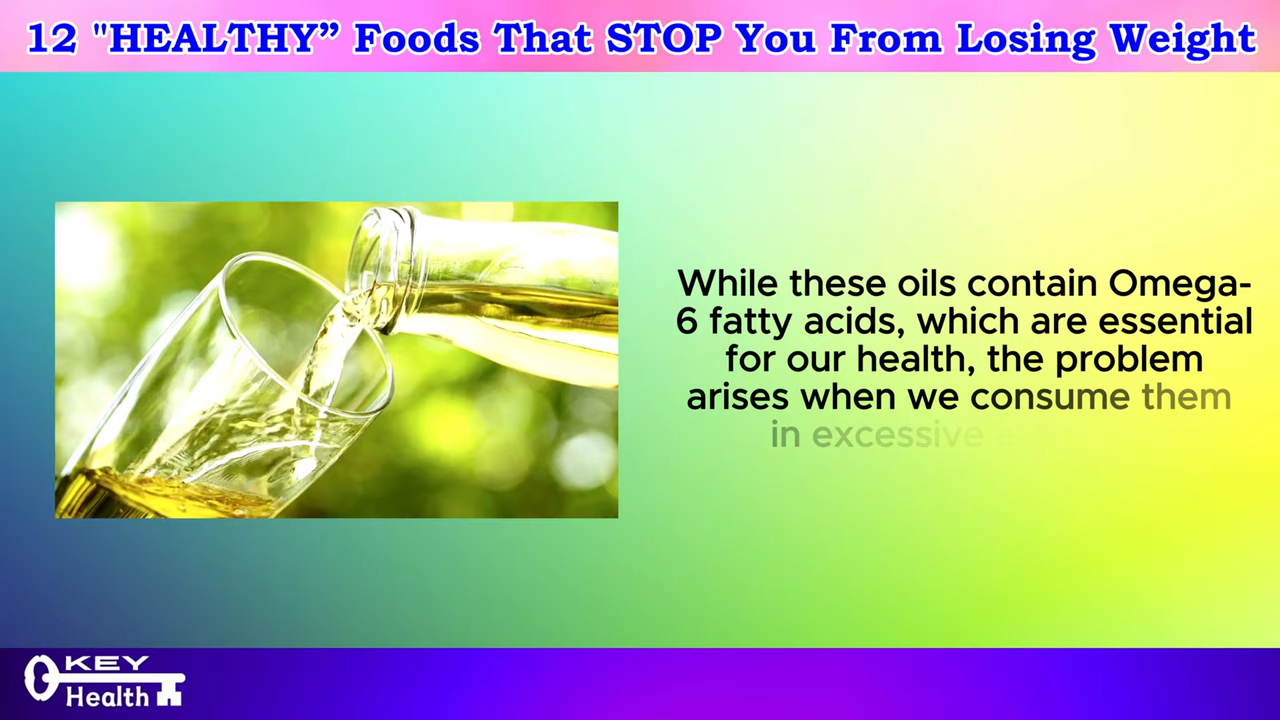 12 "HEALTHY” Foods That STOP You From Losing Weight
While these oils contain Omega-
6 fatty acids, which are essential
for our health, the problem
arises when we consume them
in excessive
KEY
Health